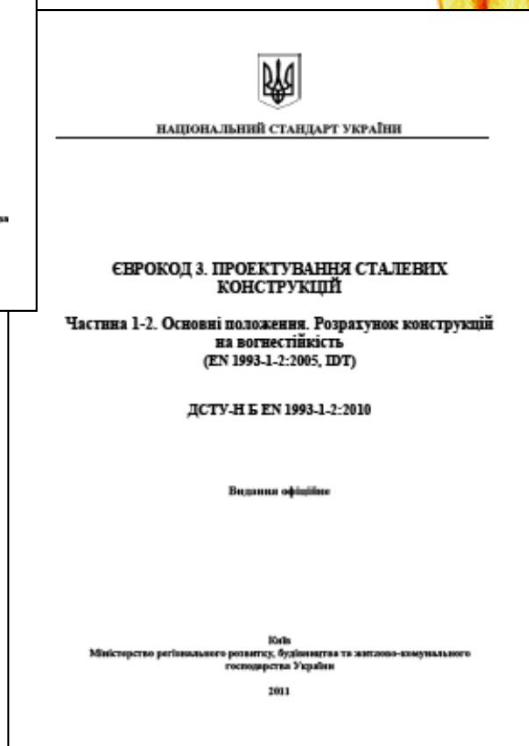 НАЦІОНАЛЬНИЙ СТАНДАРТ УКРАЇНИ
ЄВРОКОД 3. ПРОЕКТУВАННЯ СТАЛЕВИХ
КОНСТРУКЦІЙ
Частина 1-2. Основні положення. Розрахунок конструкцій
на вогнестійкість
(EN 1993-1-2:2005, IDT)
ДСТУ-Н Б EN 1993-1-2:2010
Видання офіційне
Київ
Міністерство регіонального розвитку, будівництва та житлово-комунального
господарства України
2011